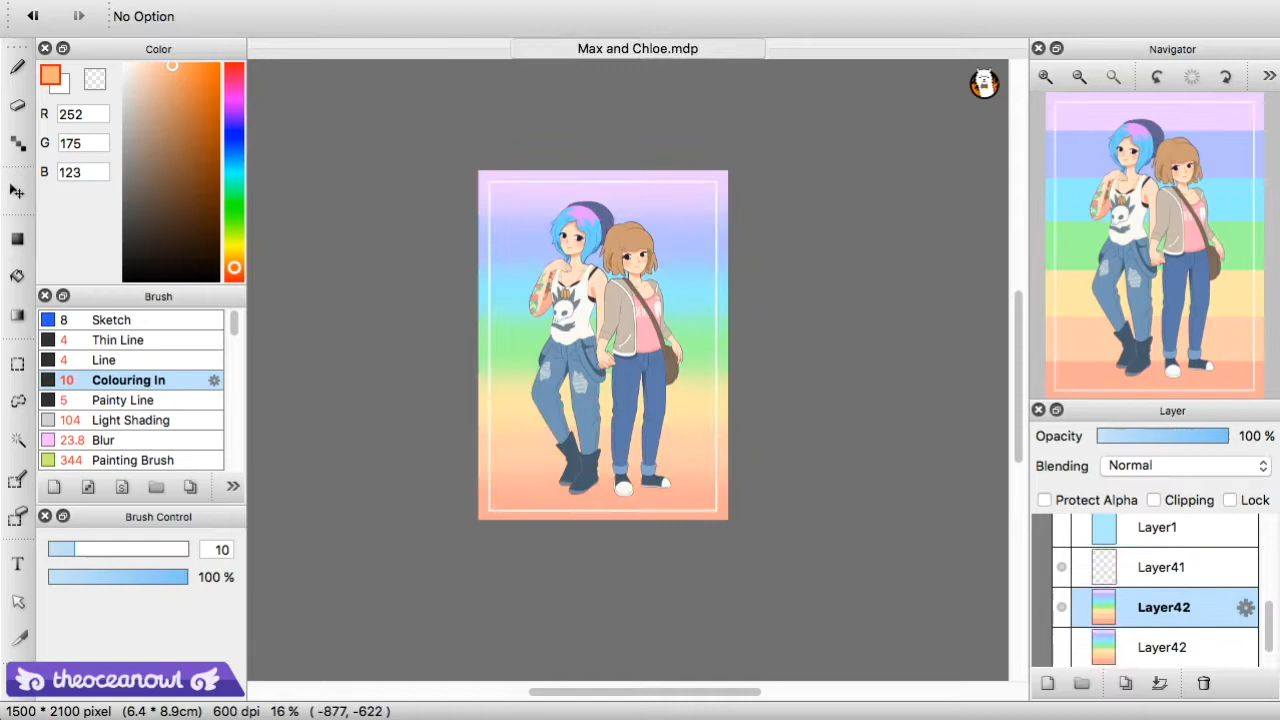 No Option
Max and Chloe.mdp
Color
R 252
G 175
B 123
Brush
8 Sketch
4 Thin Line
4 Line
10 Colouring In
5 Painty Line
104 Light Shading
23.8 Blur
344 Painting Brush
Brush Control
10
100 %
T
theoceanowl
1500 * 2100 pixel (6.4 * 8.9cm) 600 dpi 16 % ( -877, -622 )
Navigator
Layer
Opacity 100 %
Blending Normal
Protect Alpha Clipping Lock
Layer1
Layer41
Layer42
Layer42